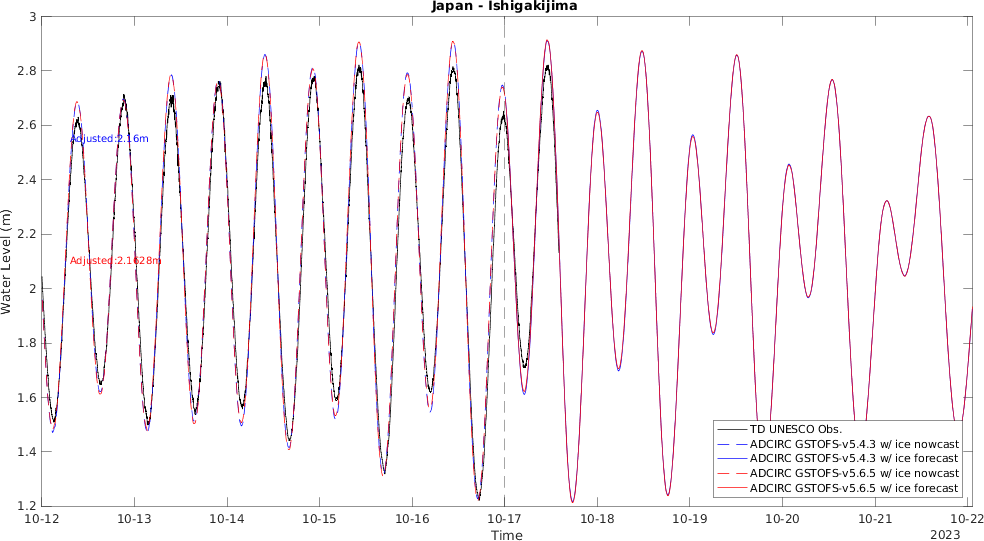 Japan - Ishigakijima
3
2.8
2.6
2.4
2.2
2
1.8
1.6
1.4
1.2
Water Level (m)
Adjusted:2.16m
Adjusted:2.1628m
TD UNESCO Obs.
ADCIRC GSTOFS-v5.4.3 w/ ice nowcast
ADCIRC GSTOFS-v5.4.3 w/ ice forecast
ADCIRC GSTOFS-v5.6.5 w/ ice nowcast
ADCIRC GSTOFS-v5.6.5 w/ ice forecast
10-12 10-13 10-14 10-15 10-16 10-17 10-18 10-19 10-20 10-21 10-22
Time
2023